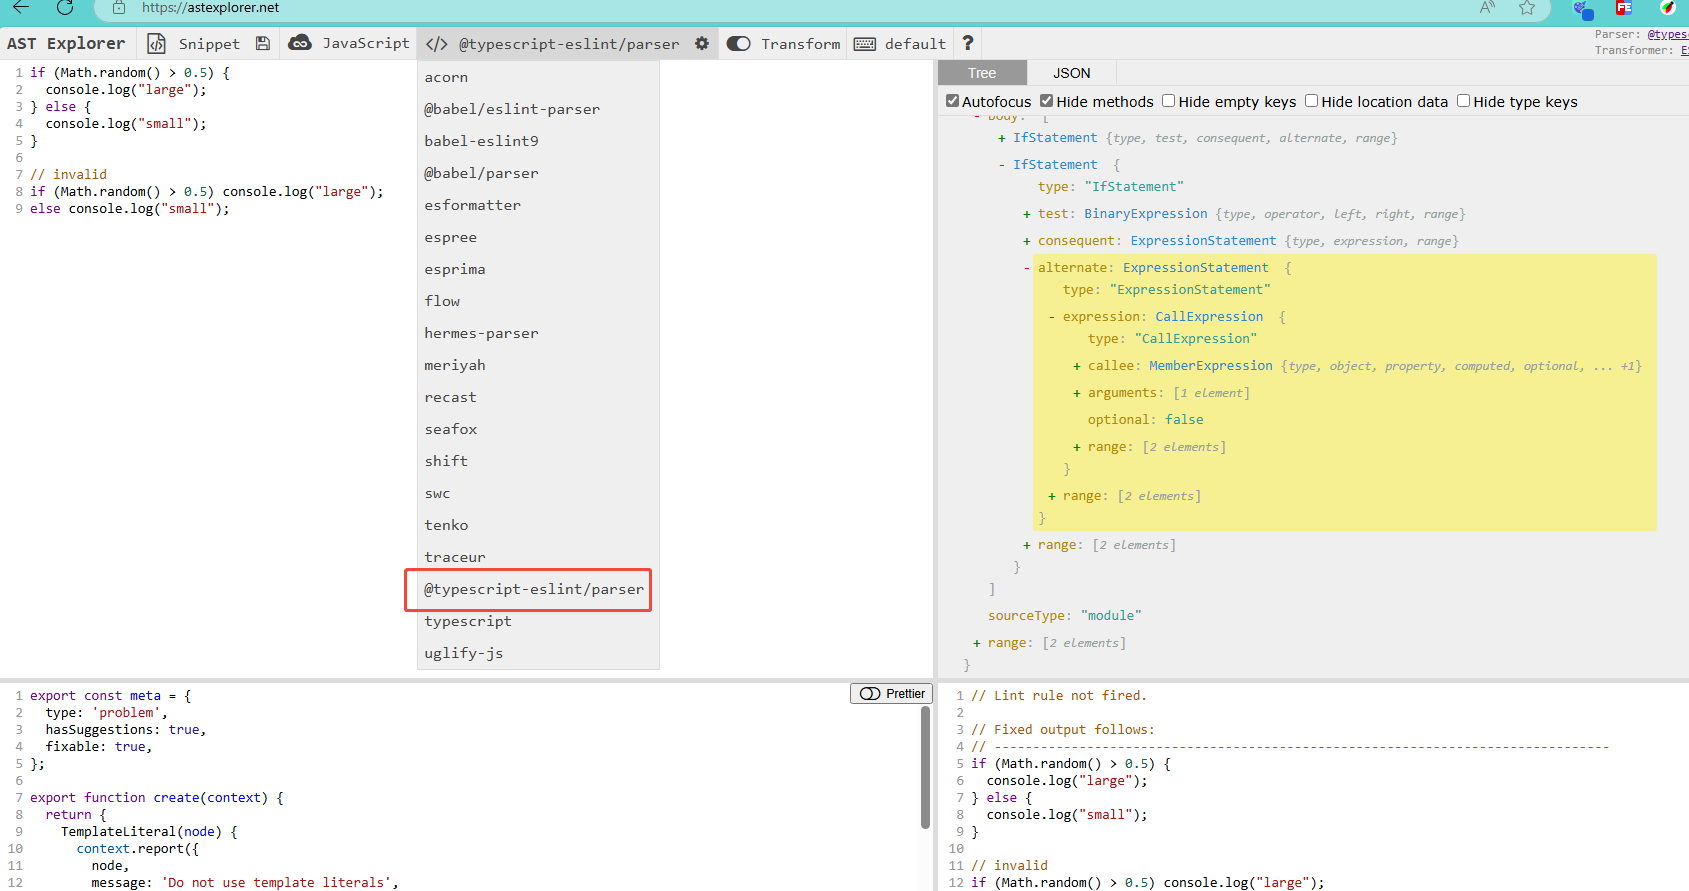 https://astexplorer.net
AST Explorer Snippet JavaScript </> @typescript-eslint/parser Transform default ?
Parser: @types
Transformer: E
1 if (Math.random() > 0.5) {
2 console.log("large");
3 } else {
4 console.log("small");
5 }
6
7 // invalid
8 if (Math.random() > 0.5) console.log("large");
9 else console.log("small");
acorn
@babel/eslint-parser
babel-eslint9
@babel/parser
esformatter
espree
esprima
flow
hermes-parser
meriyah
recast
seafox
shift
swc
tenko
traceur
@typescript-eslint/parser
typescript
uglify-js
Tree JSON
Autofocus Hide methods Hide empty keys Hide location data Hide type keys
- body: [
+ IfStatement {type, test, consequent, alternate, range}
- IfStatement {
type: "IfStatement"
+ test: BinaryExpression {type, operator, left, right, range}
+ consequent: ExpressionStatement {type, expression, range}
- alternate: ExpressionStatement {
type: "ExpressionStatement"
- expression: CallExpression {
type: "CallExpression"
+ callee: MemberExpression {type, object, property, computed, optional, ... +1}
+ arguments: [1 element]
optional: false
+ range: [2 elements]
}
+ range: [2 elements]
}
+ range: [2 elements]
}
]
sourceType: "module"
+ range: [2 elements]
}
Prettier
1 export const meta = {
2 type: 'problem',
3 hasSuggestions: true,
4 fixable: true,
5 };
6
7 export function create(context) {
8 return {
9 TemplateLiteral(node) {
10 context.report({
11 node,
12 message: 'Do not use template literals',
1 // Lint rule not fired.
2
3 // Fixed output follows:
4 // --------------------------------------------------------------------------------
5 if (Math.random() > 0.5) {
6 console.log("large");
7 } else {
8 console.log("small");
9 }
10
11 // invalid
12 if (Math.random() > 0.5) console.log("large");